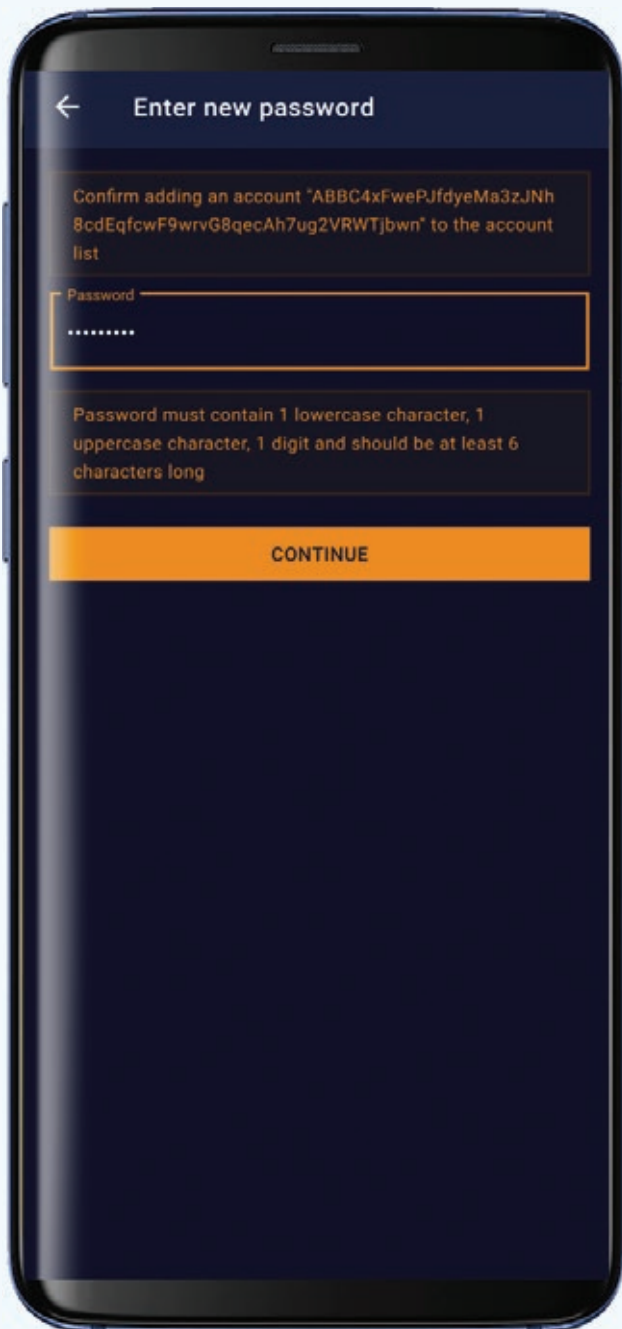 Enter new password
Confirm adding an account "ABBC4xFwePJfdyeMa3zJNh
8cdEqfcwF9wrvG8qecAh7ug2VRWTjbwn" to the account
list
Password
•••••••••
Password must contain 1 lowercase character, 1
uppercase character, 1 digit and should be at least 6
characters long
CONTINUE